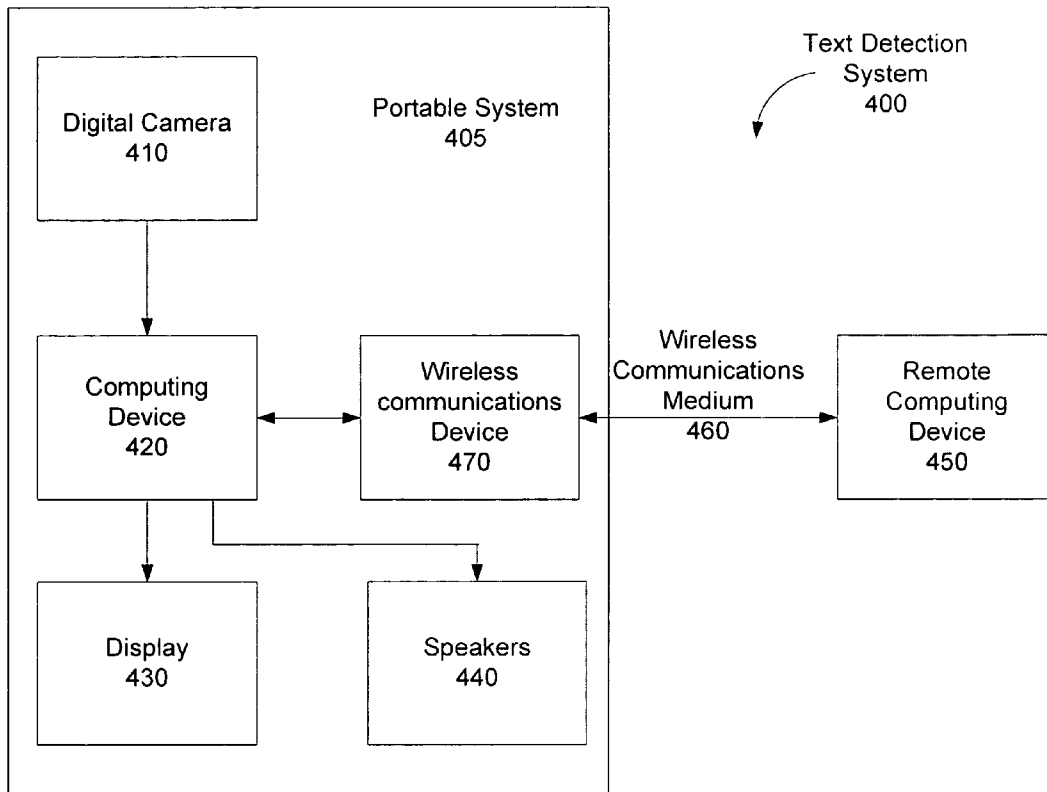 Text Detection
System
400
Digital Camera
410
Portable System
405
Computing
Device
420
Wireless
communications
Device
470
Wireless
Communications
Medium
460
Remote
Computing
Device
450
Display
430
Speakers
440